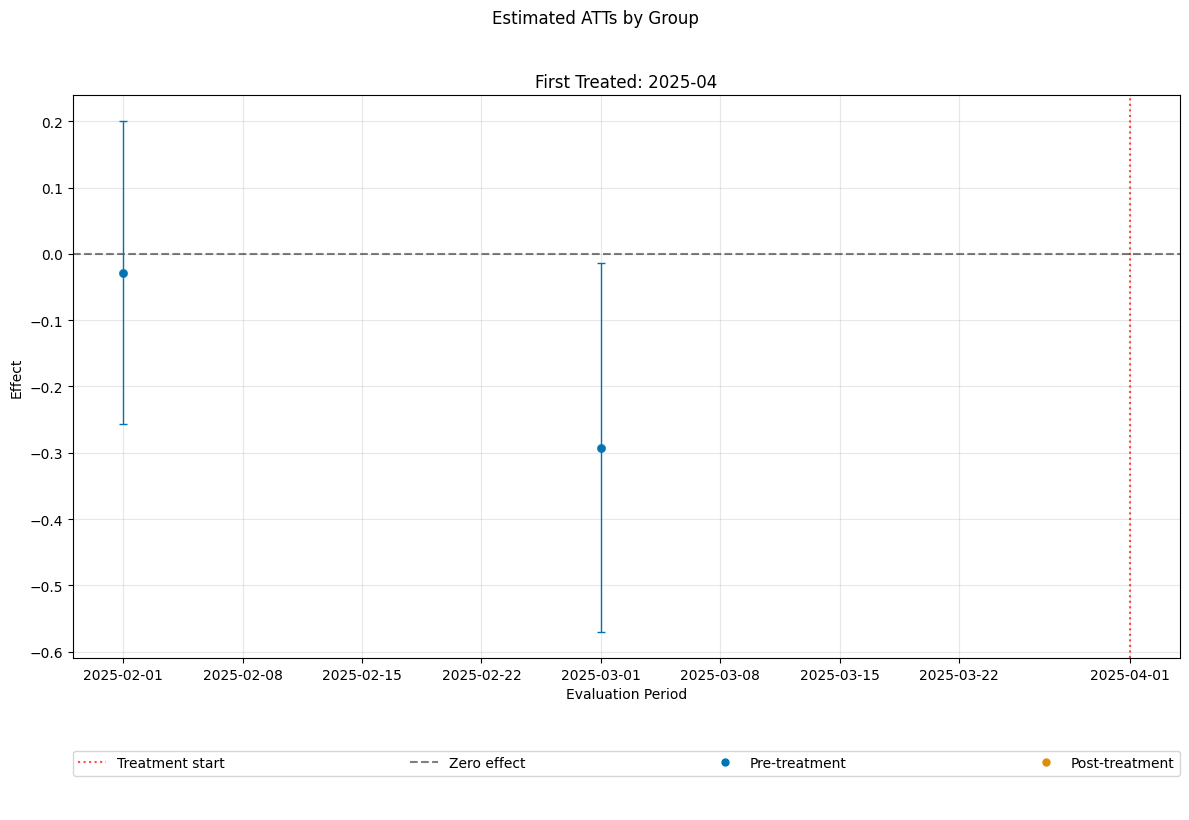 Estimated ATTs by Group
First Treated: 2025-04
0.2
0.1
0.0
−0.1
−0.2
−0.3
−0.4
−0.5
−0.6
Effect
2025-02-01 2025-02-08 2025-02-15 2025-02-22 2025-03-01 2025-03-08 2025-03-15 2025-03-22 2025-04-01
Evaluation Period
Treatment start Zero effect Pre-treatment Post-treatment